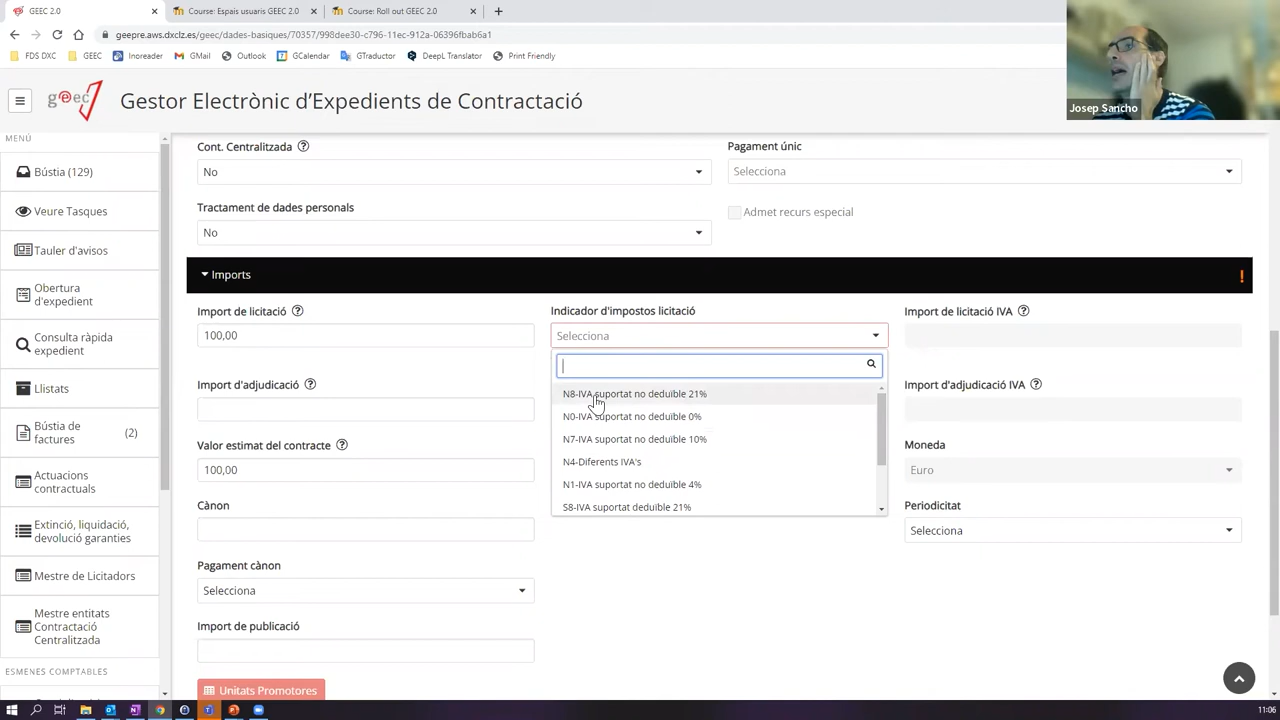 GEEC 2.0
Course: Espais usuaris GEEC 2.0
Course: Roll out GEEC 2.0
geepre.aws.dxclz.es/geec/dades-basiques/70357/998dee30-c796-11ec-912a-06396fbab6a1
FDS DXC
GEEC
Inoreader
GMail
Outlook
GCalendar
GTraductor
DeepL Translator
Print Friendly
Josep Sancho
geec
Gestor Electrònic d'Expedients de Contractació
MENÚ
Bústia (129)
Veure Tasques
Tauler d'avisos
Obertura
d'expedient
Consulta ràpida
expedient
Llistats
Bústia de
factures
(2)
Actuacions
contractuals
Extinció, liquidació,
devolució garanties
Mestre de Licitadors
Mestre entitats
Contractació
Centralitzada
ESMENES COMPTABLES
Cont. Centralitzada
No
Pagament únic
Selecciona
Tractament de dades personals
No
Admet recurs especial
Imports
!
Import de licitació
100,00
Indicador d'impostos licitació
Selecciona
Import de licitació IVA
N8-IVA suportat no deduïble 21%
N0-IVA suportat no deduïble 0%
N7-IVA suportat no deduïble 10%
N4-Diferents IVA's
N1-IVA suportat no deduïble 4%
S8-IVA suportat deduïble 21%
Import d'adjudicació
Import d'adjudicació IVA
Valor estimat del contracte
100,00
Moneda
Euro
Cànon
Periodicitat
Selecciona
Pagament cànon
Selecciona
Import de publicació
Unitats Promotores
11:06